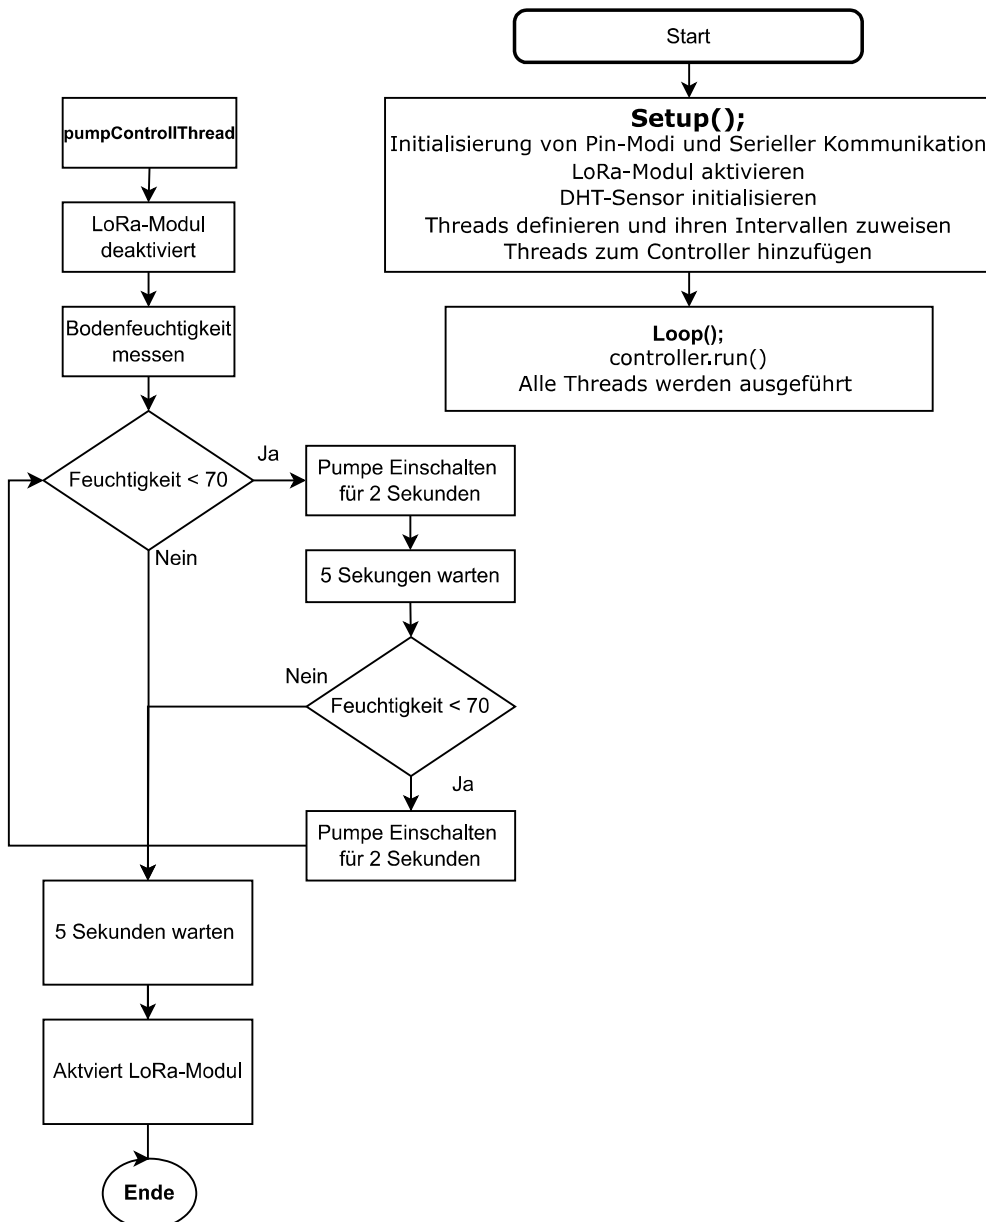 Start
Setup();
Initialisierung von Pin-Modi und Serieller Kommunikation
LoRa-Modul aktivieren
DHT-Sensor initialisieren
Threads definieren und ihren Intervallen zuweisen
Threads zum Controller hinzufügen
Loop();
controller.run()
Alle Threads werden ausgeführt
pumpControllThread
LoRa-Modul
deaktiviert
Bodenfeuchtigkeit
messen
Feuchtigkeit < 70
Ja
Nein
Pumpe Einschalten
für 2 Sekunden
5 Sekungen warten
Feuchtigkeit < 70
Nein
Ja
Pumpe Einschalten
für 2 Sekunden
5 Sekunden warten
Aktviert LoRa-Modul
Ende